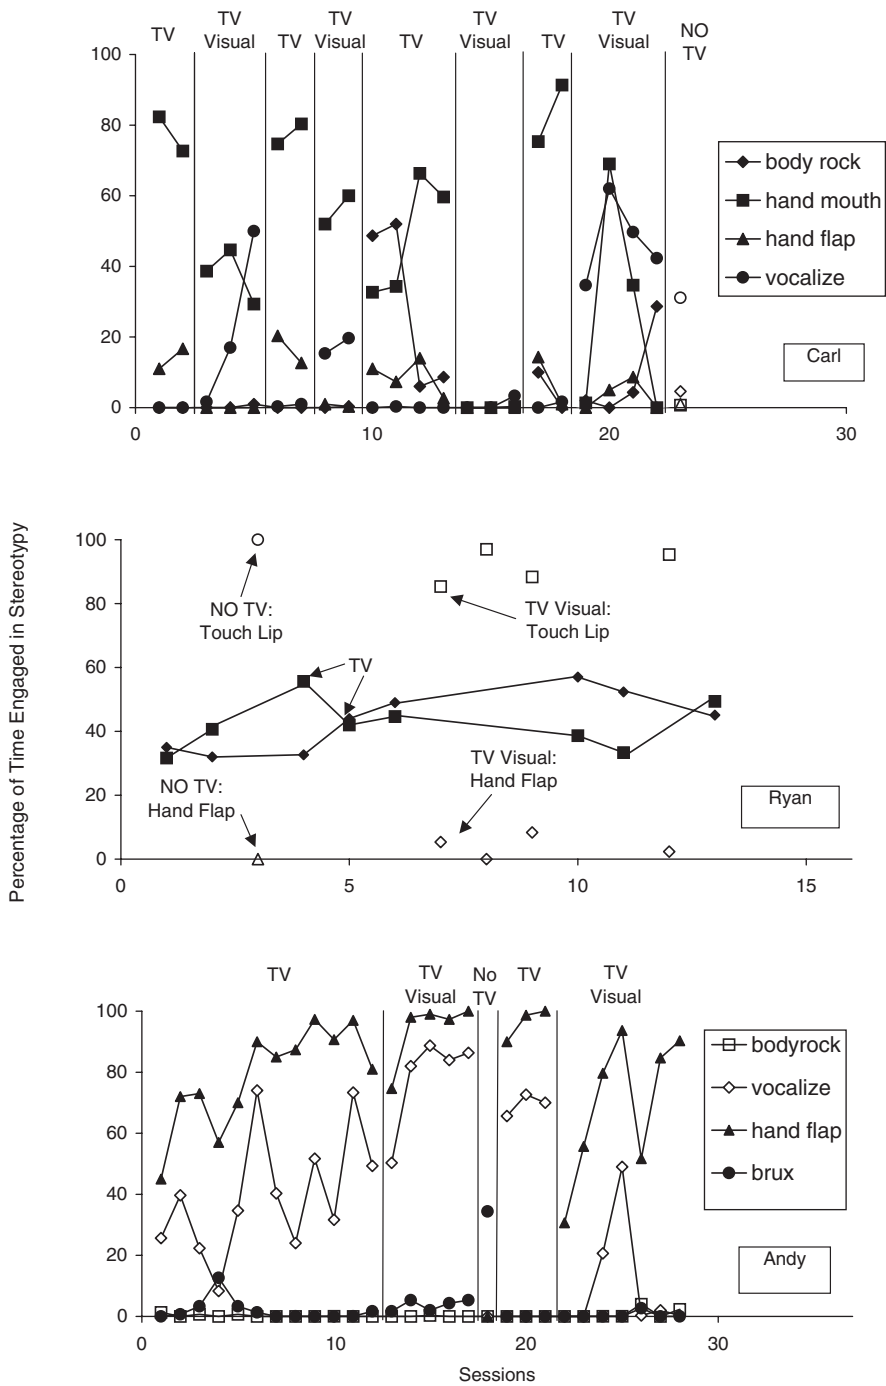 TV
TV
Visual
TV
TV
Visual
TV
TV
Visual
TV
TV
Visual
NO
TV
100
80
60
40
20
0
0
10
20
30
body rock
hand mouth
hand flap
vocalize
Carl
Percentage of Time Engaged in Stereotypy
100
80
60
40
20
0
0
5
10
15
NO TV:
Touch Lip
TV Visual:
Touch Lip
TV
TV Visual:
Hand Flap
NO TV:
Hand Flap
Ryan
TV
TV
Visual
No
TV
TV
TV
Visual
100
80
60
40
20
0
0
10
20
30
bodyrock
vocalize
hand flap
brux
Andy
Sessions